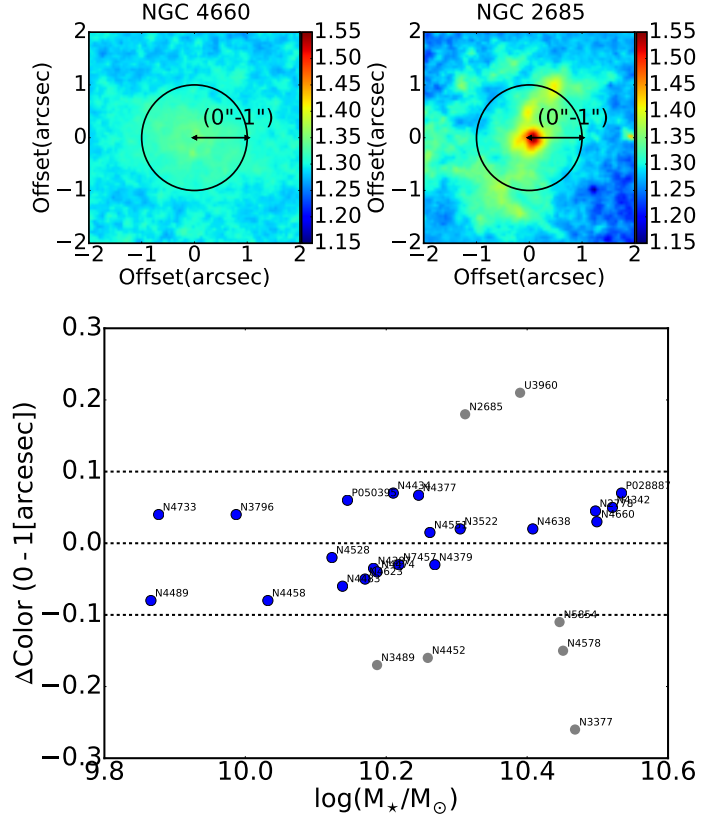 NGC 4660
NGC 2685
2
1
0
−1
−2
−2 −1 0 1 2
Offset(arcsec)
Offset(arcsec)
(0"-1")
1.55
1.50
1.45
1.40
1.35
1.30
1.25
1.20
1.15
2
1
0
−1
−2
−2 −1 0 1 2
Offset(arcsec)
Offset(arcsec)
(0"-1")
1.55
1.50
1.45
1.40
1.35
1.30
1.25
1.20
1.15
0.3
0.2
0.1
0.0
−0.1
−0.2
−0.3
ΔColor (0 - 1[arcesec])
U3960
N2685
P028887
N4342
N4660
N4434
N4377
N4733
N3796
N3522
N4638
N4528
N7457
N4379
N4489
N4458
N5854
N4578
N3489
N4452
N3377
9.8 10.0 10.2 10.4 10.6
log(M⋆/M⊙)